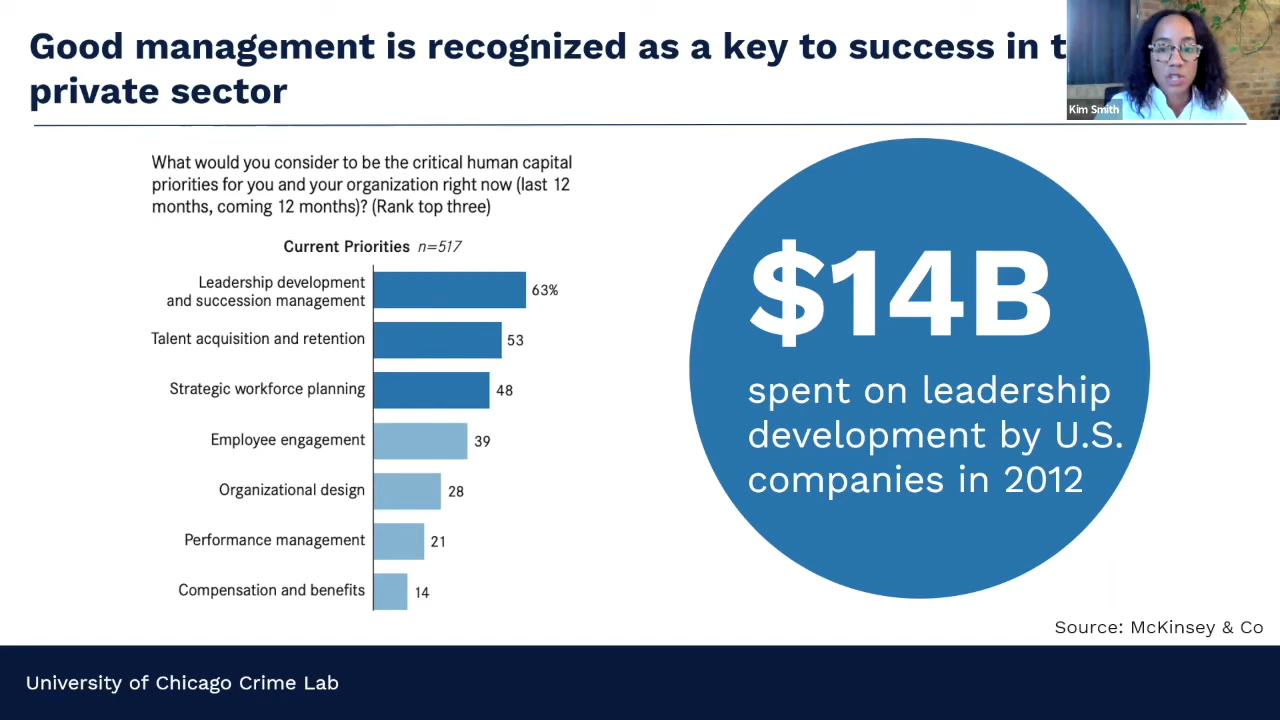 Good management is recognized as a key to success in t
private sector
Kim Smith
What would you consider to be the critical human capital
priorities for you and your organization right now (last 12
months, coming 12 months)? (Rank top three)
Current Priorities n=517
Leadership development
and succession management
63%
Talent acquisition and retention
53
Strategic workforce planning
48
Employee engagement
39
Organizational design
28
Performance management
21
Compensation and benefits
14
$14B
spent on leadership
development by U.S.
companies in 2012
Source: McKinsey & Co
University of Chicago Crime Lab